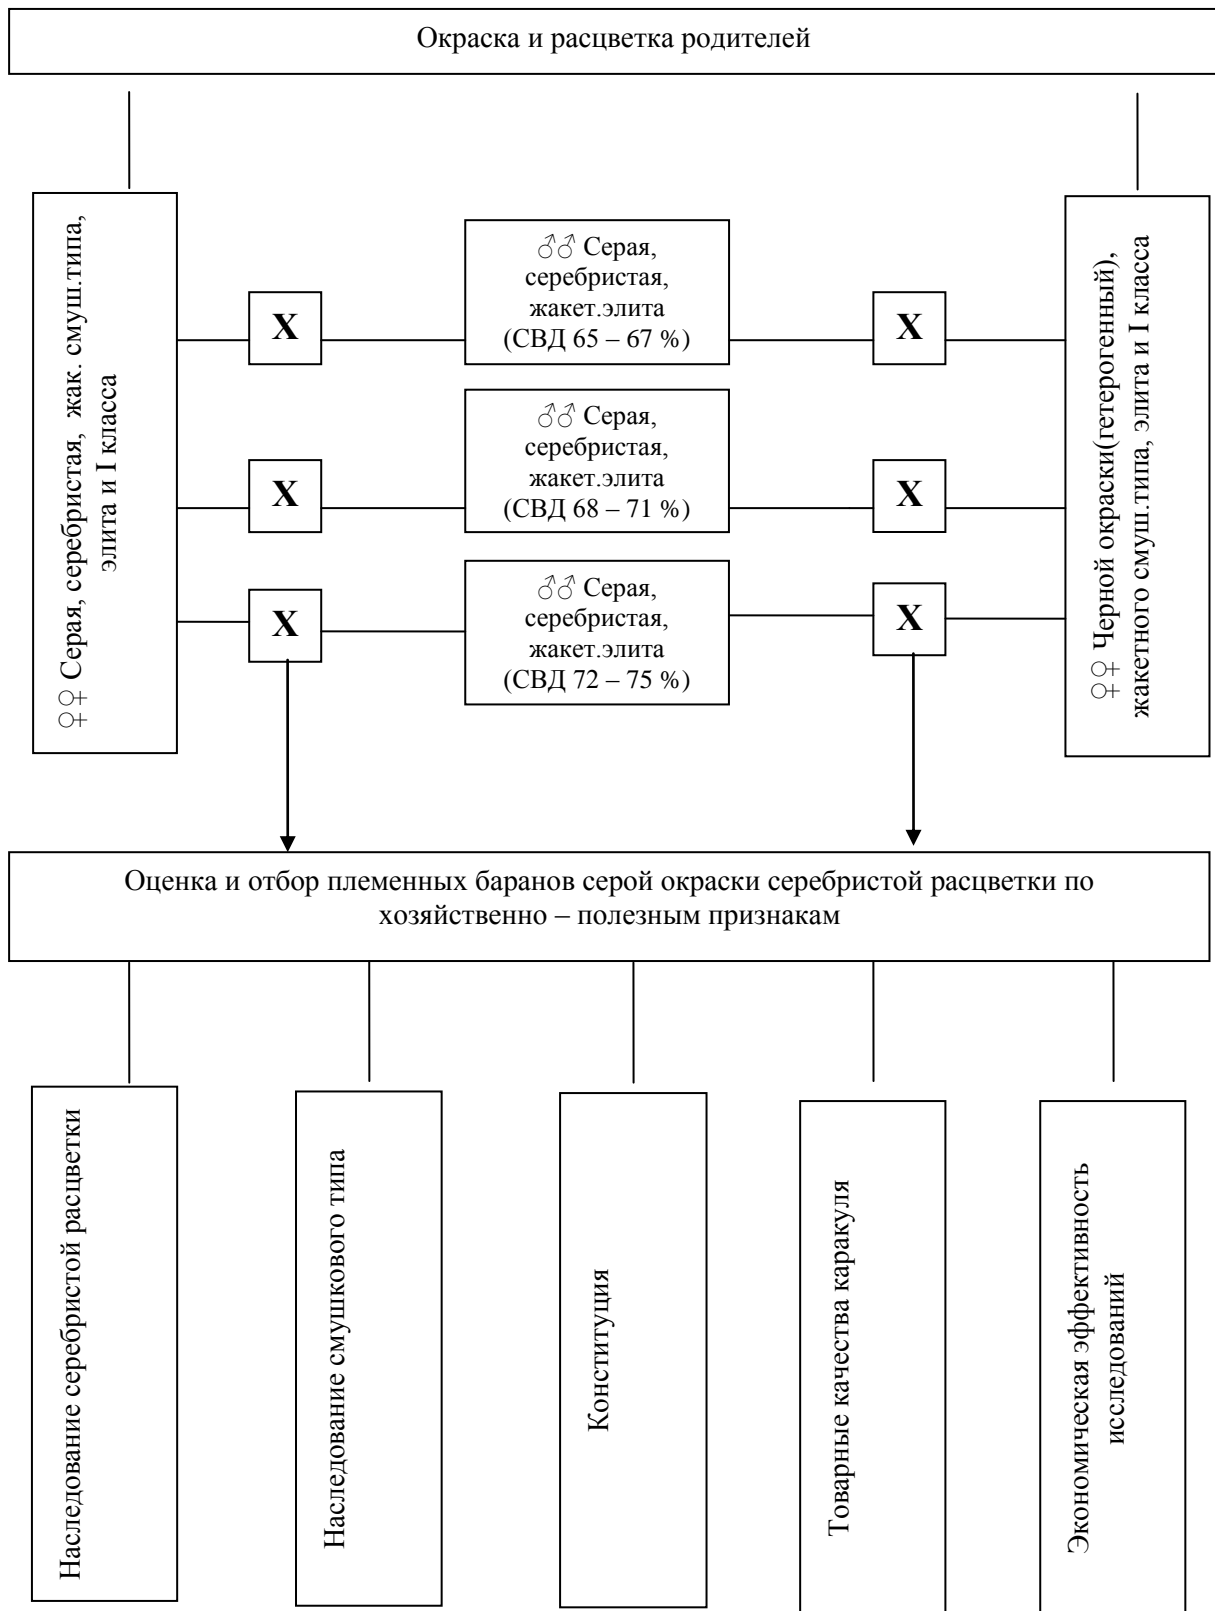 Окраска и расцветка родителей
♀♀ Серая, серебристая, жак. смуш.типа,
элита и I класса
X
♂♂ Серая,
серебристая,
жакет.элита
(СВД 65 – 67 %)
X
X
♂♂ Серая,
серебристая,
жакет.элита
(СВД 68 – 71 %)
X
X
♂♂ Серая,
серебристая,
жакет.элита
(СВД 72 – 75 %)
X
♀♀ Черной окраски(гетерогенный),
жакетного смуш.типа, элита и I класса
Оценка и отбор племенных баранов серой окраски серебристой расцветки по
хозяйственно – полезным признакам
Наследование серебристой расцветки
Наследование смушкового типа
Конституция
Товарные качества каракуля
Экономическая эффективность
исследований